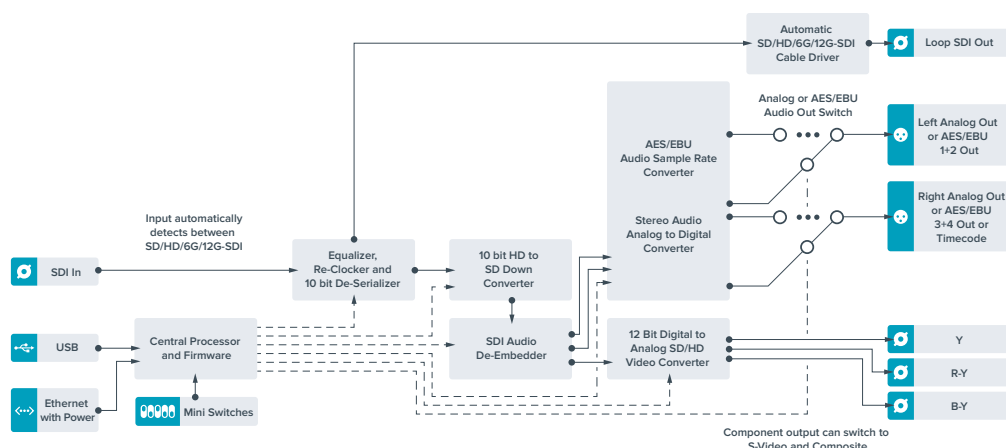 Automatic
SD/HD/6G/12G-SDI
Cable Driver
Loop SDI Out
Analog or AES/EBU
Audio Out Switch
AES/EBU
Audio Sample Rate
Converter
Left Analog Out
or AES/EBU
1+2 Out
Stereo Audio
Analog to Digital
Converter
Right Analog Out
or AES/EBU
3+4 Out or
Timecode
Input automatically
detects between
SD/HD/6G/12G-SDI
SDI In
Equalizer,
Re-Clocker and
10 bit De-Serializer
10 bit HD to
SD Down
Converter
USB
Central Processor
and Firmware
SDI Audio
De-Embedder
12 Bit Digital to
Analog SD/HD
Video Converter
Y
R-Y
B-Y
Ethernet
with Power
Mini Switches
Component output can switch to
S-Video and Composite